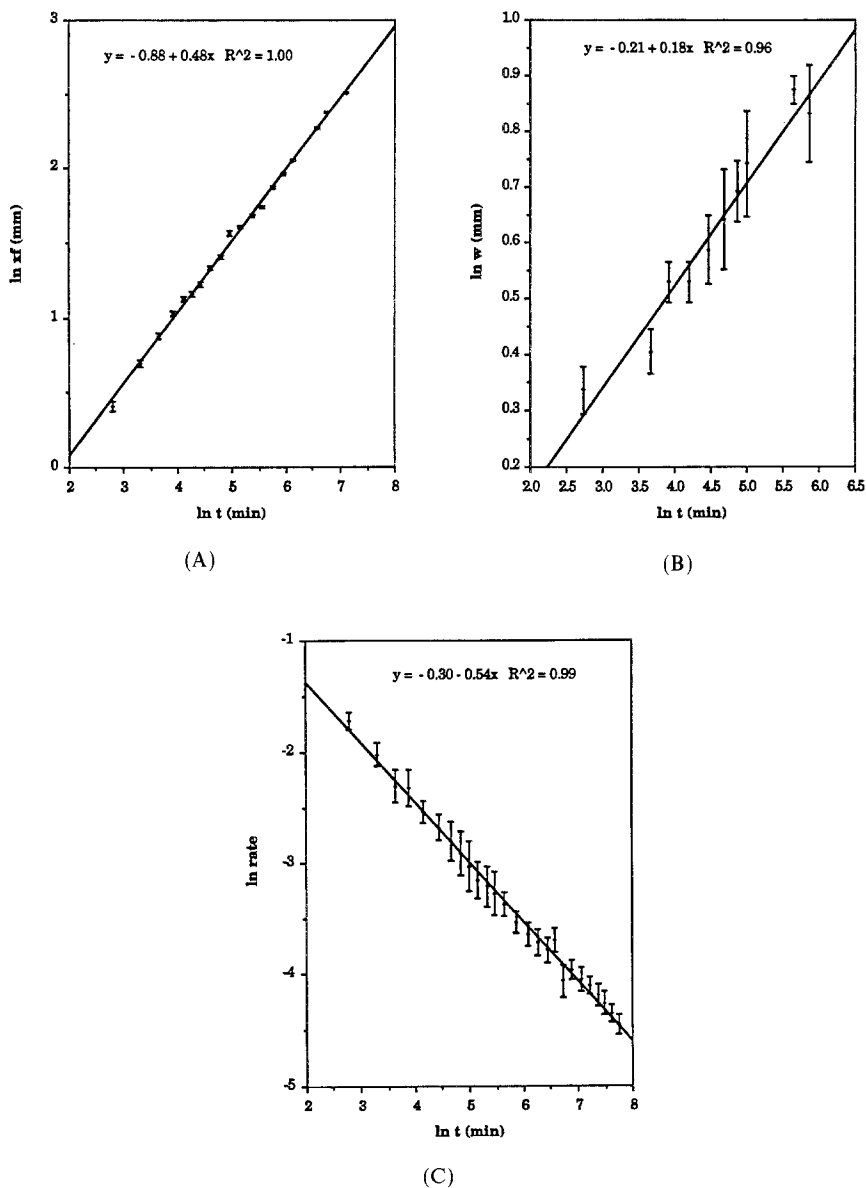 y = - 0.88 + 0.48x R^2 = 1.00
3
2
1
0
ln xf (mm)
2 3 4 5 6 7 8
ln t (min)
(A)
y = - 0.21 + 0.18x R^2 = 0.96
1.0
0.9
0.8
0.7
0.6
0.5
0.4
0.3
0.2
ln w (mm)
2.0 2.5 3.0 3.5 4.0 4.5 5.0 5.5 6.0 6.5
ln t (min)
(B)
y = - 0.30 - 0.54x R^2 = 0.99
-1
-2
-3
-4
-5
ln rate
2 3 4 5 6 7 8
ln t (min)
(C)